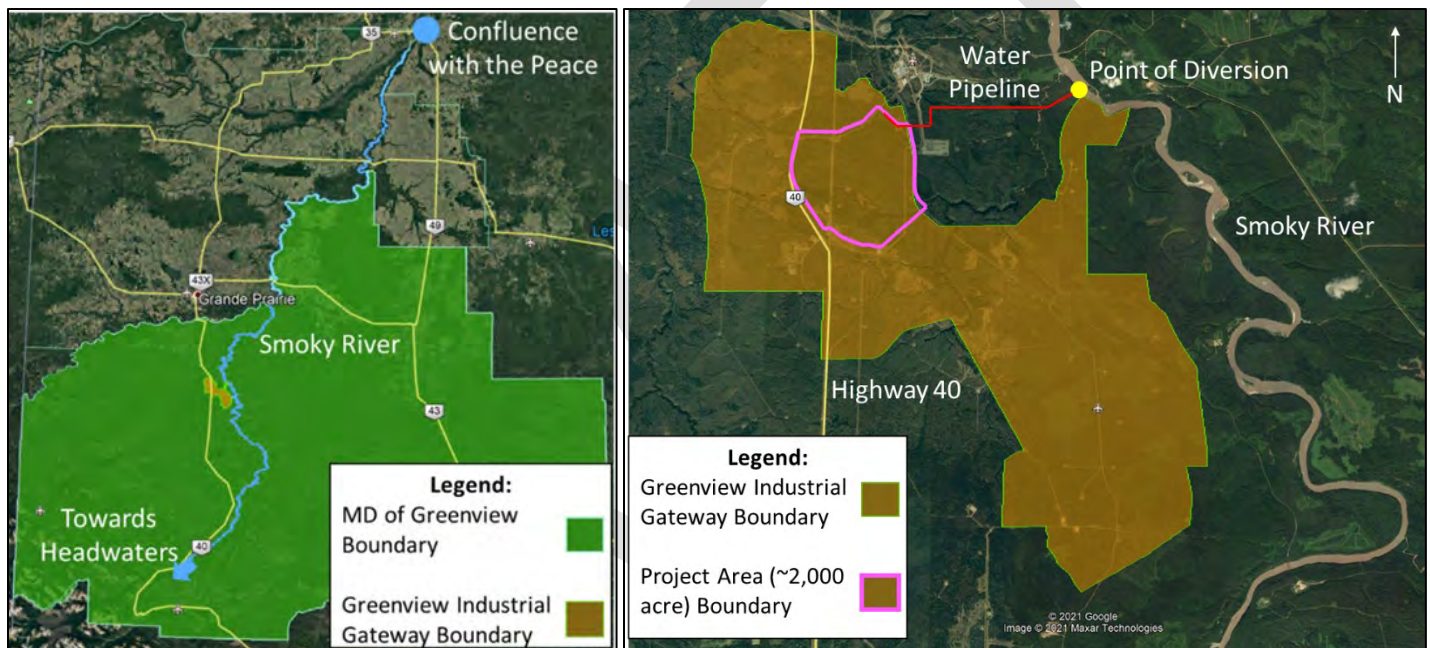 Confluence
with the Peace
35
49
43X
Grande Prairie
Smoky River
43
Towards
Headwaters
40
Legend:
MD of Greenview
Boundary
Greenview Industrial
Gateway Boundary
Water
Pipeline
Point of Diversion
N
40
Smoky River
Highway 40
Legend:
Greenview Industrial
Gateway Boundary
Project Area (~2,000
acre) Boundary
© 2021 Google
Image © 2021 Maxar Technologies